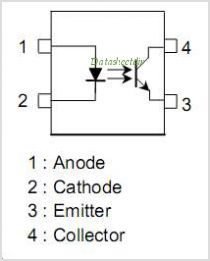 1
4
2
3
1 : Anode
2 : Cathode
3 : Emitter
4 : Collector